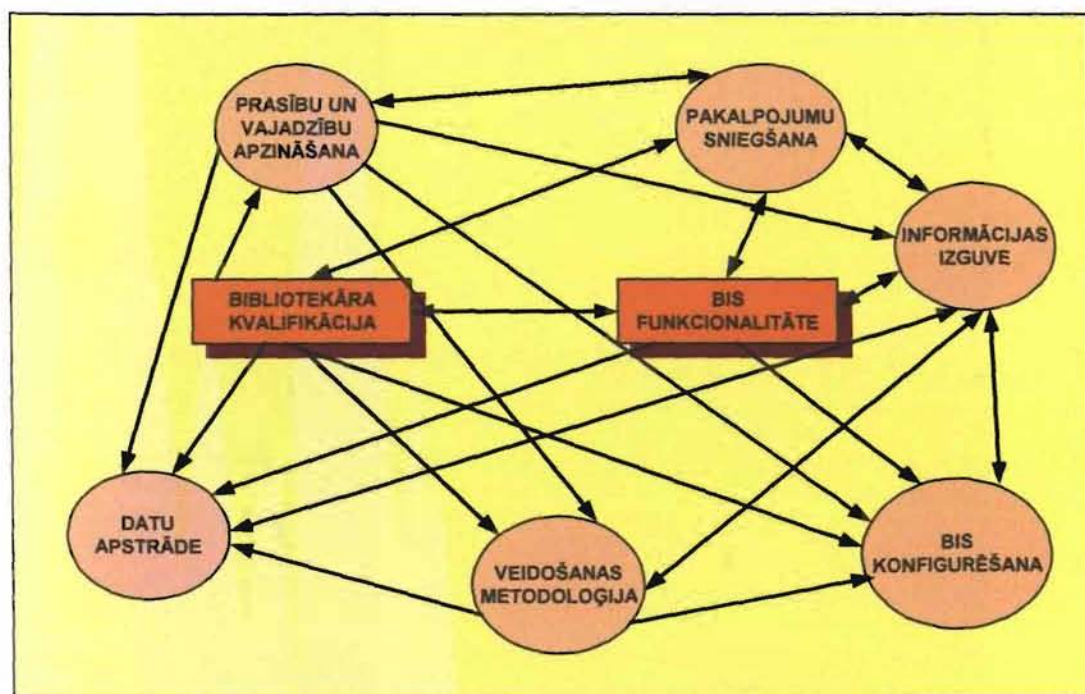 PRASĪBU UN
VAJADZĪBU
APZINĀŠANA
PAKALPOJUMU
SNIEGŠANA
INFORMĀCIJAS
IZGUVE
BIBLIOTEKĀRA
KVALIFIKĀCIJA
BIS
FUNKCIONALITĀTE
DATU
APSTRĀDE
VEIDOŠANAS
METODOLOĢIJA
BIS
KONFIGURĒŠANA